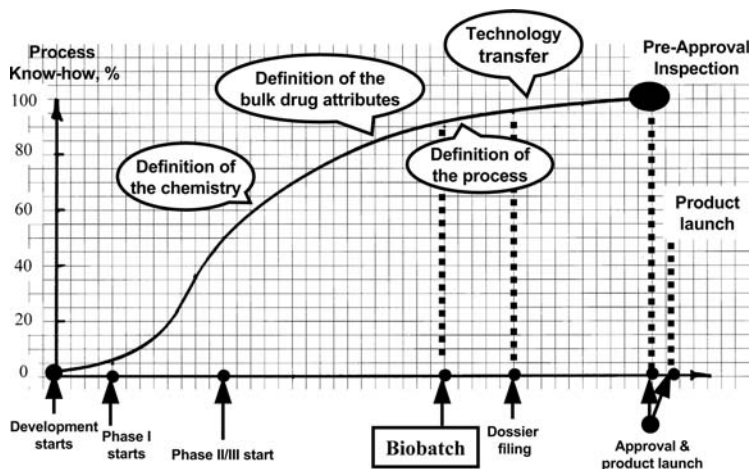 Process
Know-how, %
100
80
60
40
20
0
Definition of
the chemistry
Definition of the
bulk drug attributes
Technology
transfer
Definition of
the process
Pre-Approval
Inspection
Product
launch
Development
starts
Phase I
starts
Phase II/III start
Biobatch
Dossier
filing
Approval &
product launch